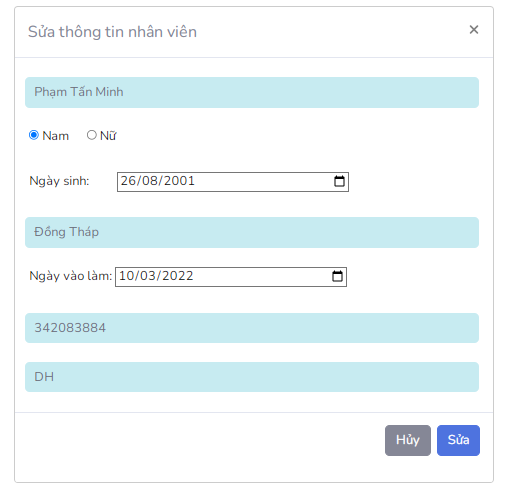 Sửa thông tin nhân viên ×
Phạm Tấn Minh
Nam Nữ
Ngày sinh: 26/08/2001
Đồng Tháp
Ngày vào làm: 10/03/2022
342083884
DH
Hủy Sửa